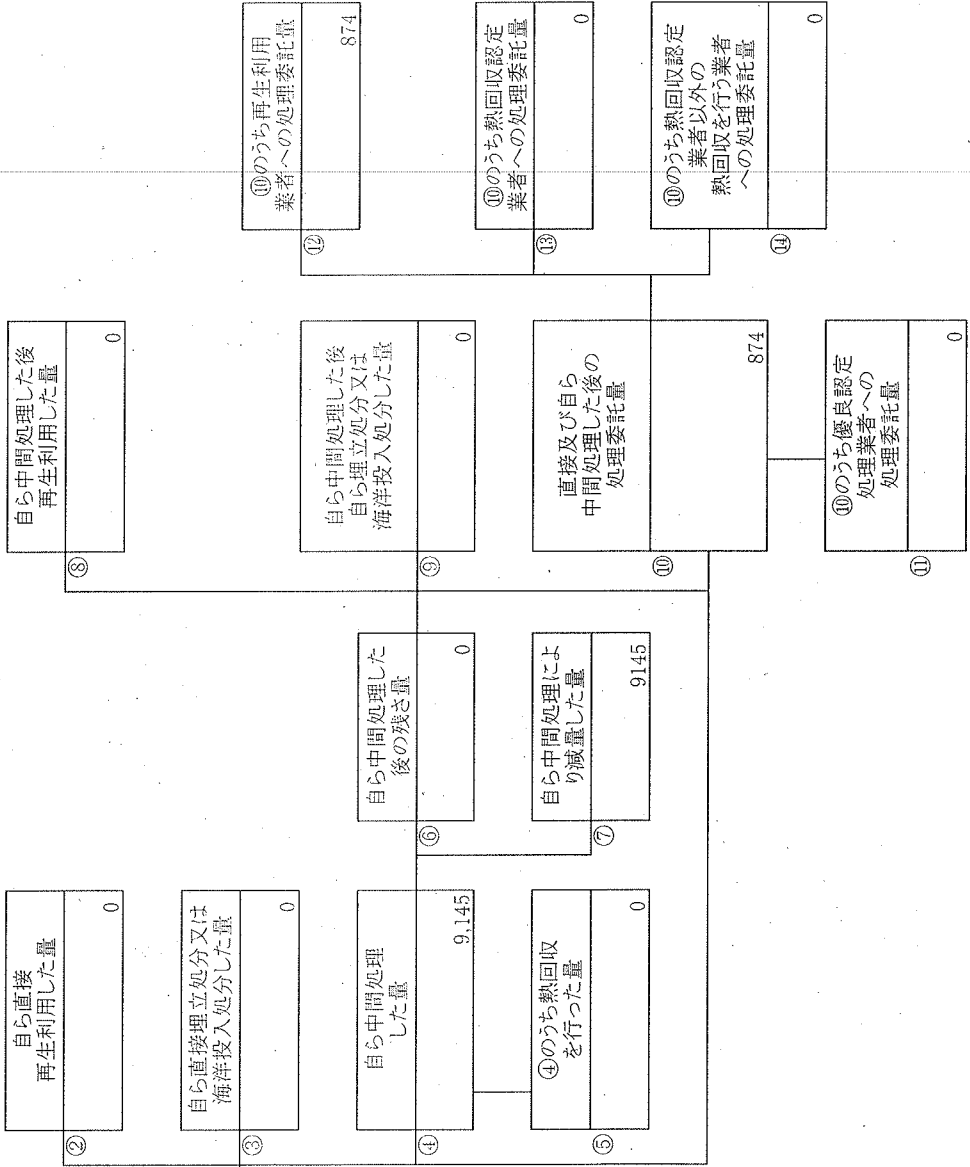 ②
自ら直接
再生利用した量
0
③
自ら直接埋立処分又は
海洋投入処分した量
0
④
自ら中間処理
した量
9,145
⑤
④のうち熱回収
を行った量
0
⑥
自ら中間処理した
後の残さ量
0
⑦
自ら中間処理によ
り減量した量
9145
⑧
自ら中間処理した後
再生利用した量
0
⑨
自ら中間処理した後
自ら埋立処分又は
海洋投入処分した量
0
⑩
直接及び自ら
中間処理した後の
処理委託量
874
⑪
⑩のうち優良認定
処理業者への
処理委託量
0
⑫
⑩のうち再生利用
業者への処理委託量
874
⑬
⑩のうち熱回収認定
業者への処理委託量
0
⑭
⑩のうち熱回収認定
業者以外の
熱回収を行う業者
への処理委託量
0